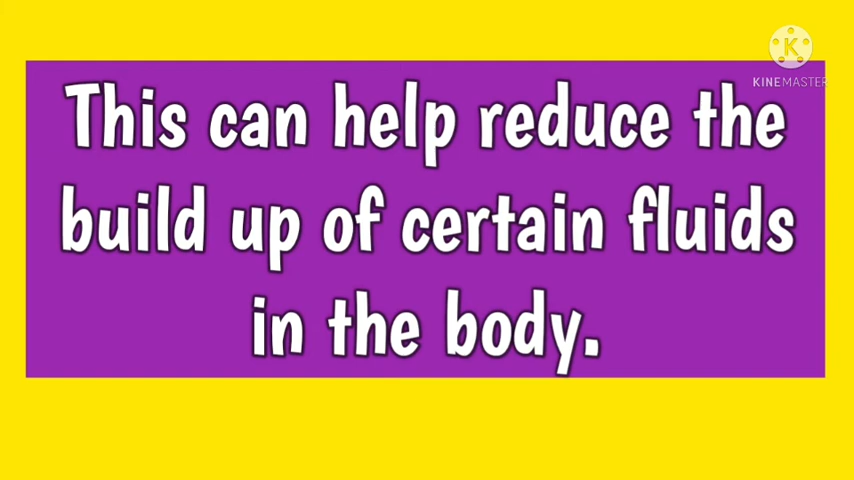 K
KINEMASTER
This can help reduce the
build up of certain fluids
in the body.